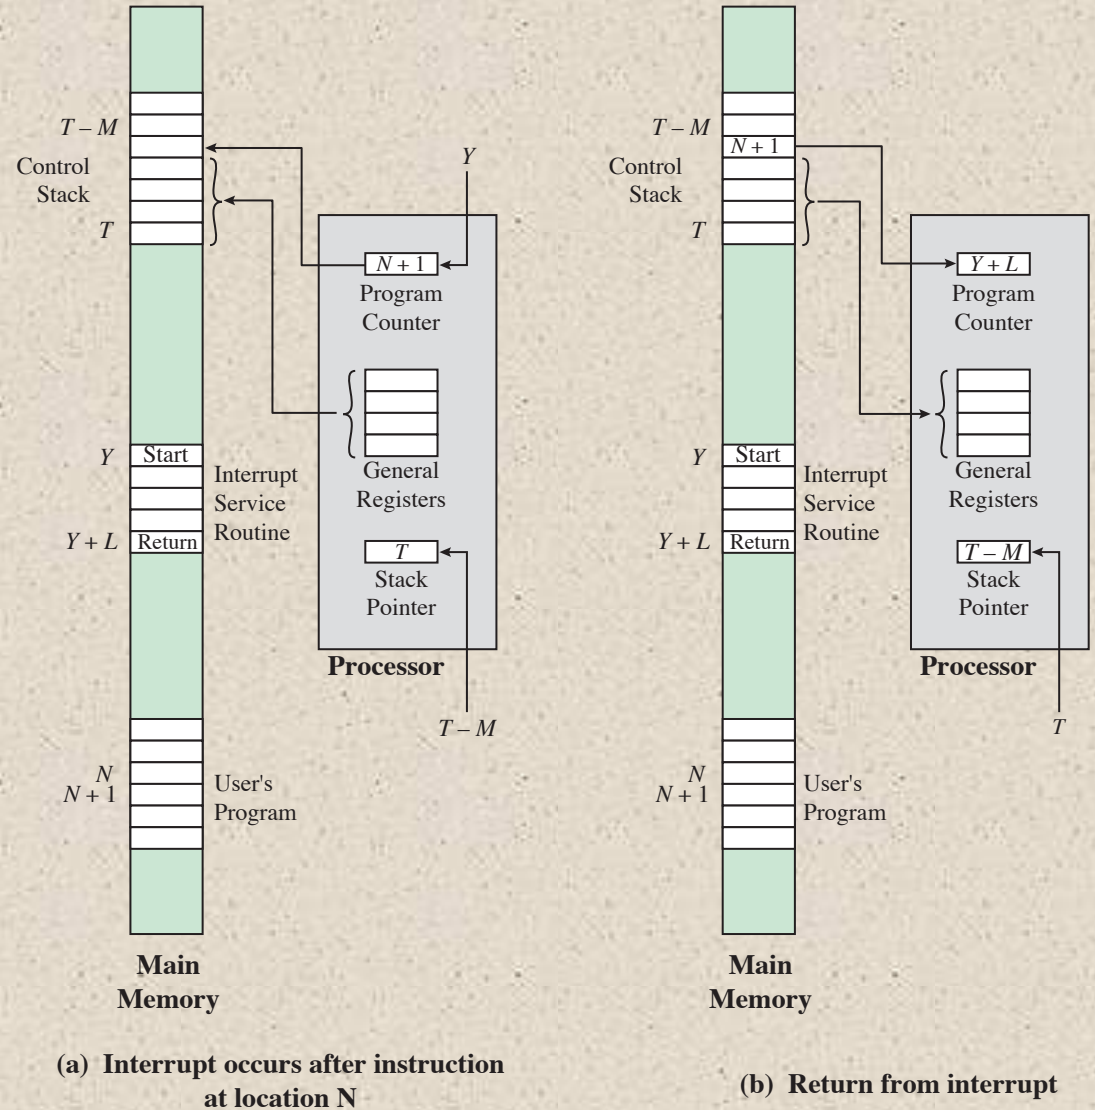 T – M
Control
Stack
T
Y
N + 1
Program
Counter
General
Registers
T
Stack
Pointer
Processor
T – M
Y
Start
Interrupt
Service
Routine
Y + L
Return
N
N + 1
User's
Program
Main
Memory
(a) Interrupt occurs after instruction
at location N
T – M
N + 1
Control
Stack
T
Y + L
Program
Counter
General
Registers
T – M
Stack
Pointer
Processor
T
Y
Start
Interrupt
Service
Routine
Y + L
Return
N
N + 1
User's
Program
Main
Memory
(b) Return from interrupt